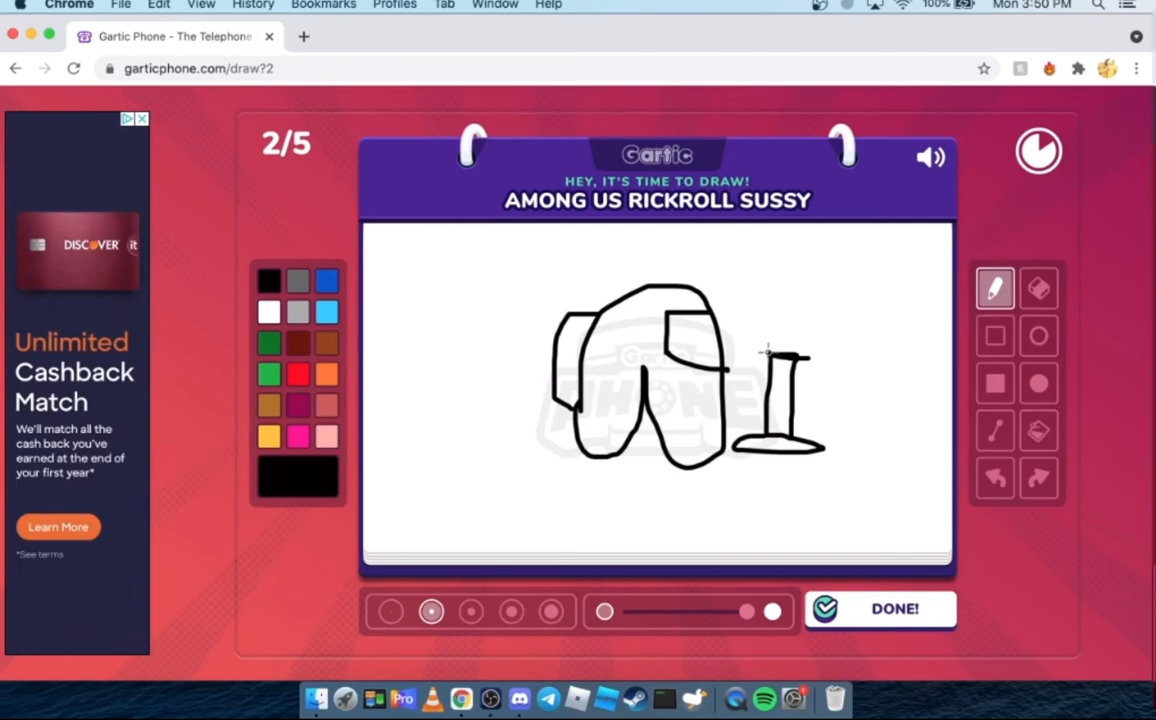 Chrome File Edit View History Bookmarks Profiles Tab Window Help 100% Mon 3:50 PM
Gartic Phone - The Telephone
garticphone.com/draw?2
2/5
Gartic
HEY, IT'S TIME TO DRAW!
AMONG US RICKROLL SUSSY
DISCOVER it
Unlimited
Cashback
Match
We'll match all the
cash back you've
earned at the end of
your first year*
Learn More
*See terms
Gartic
PHONE
DONE!
Pro